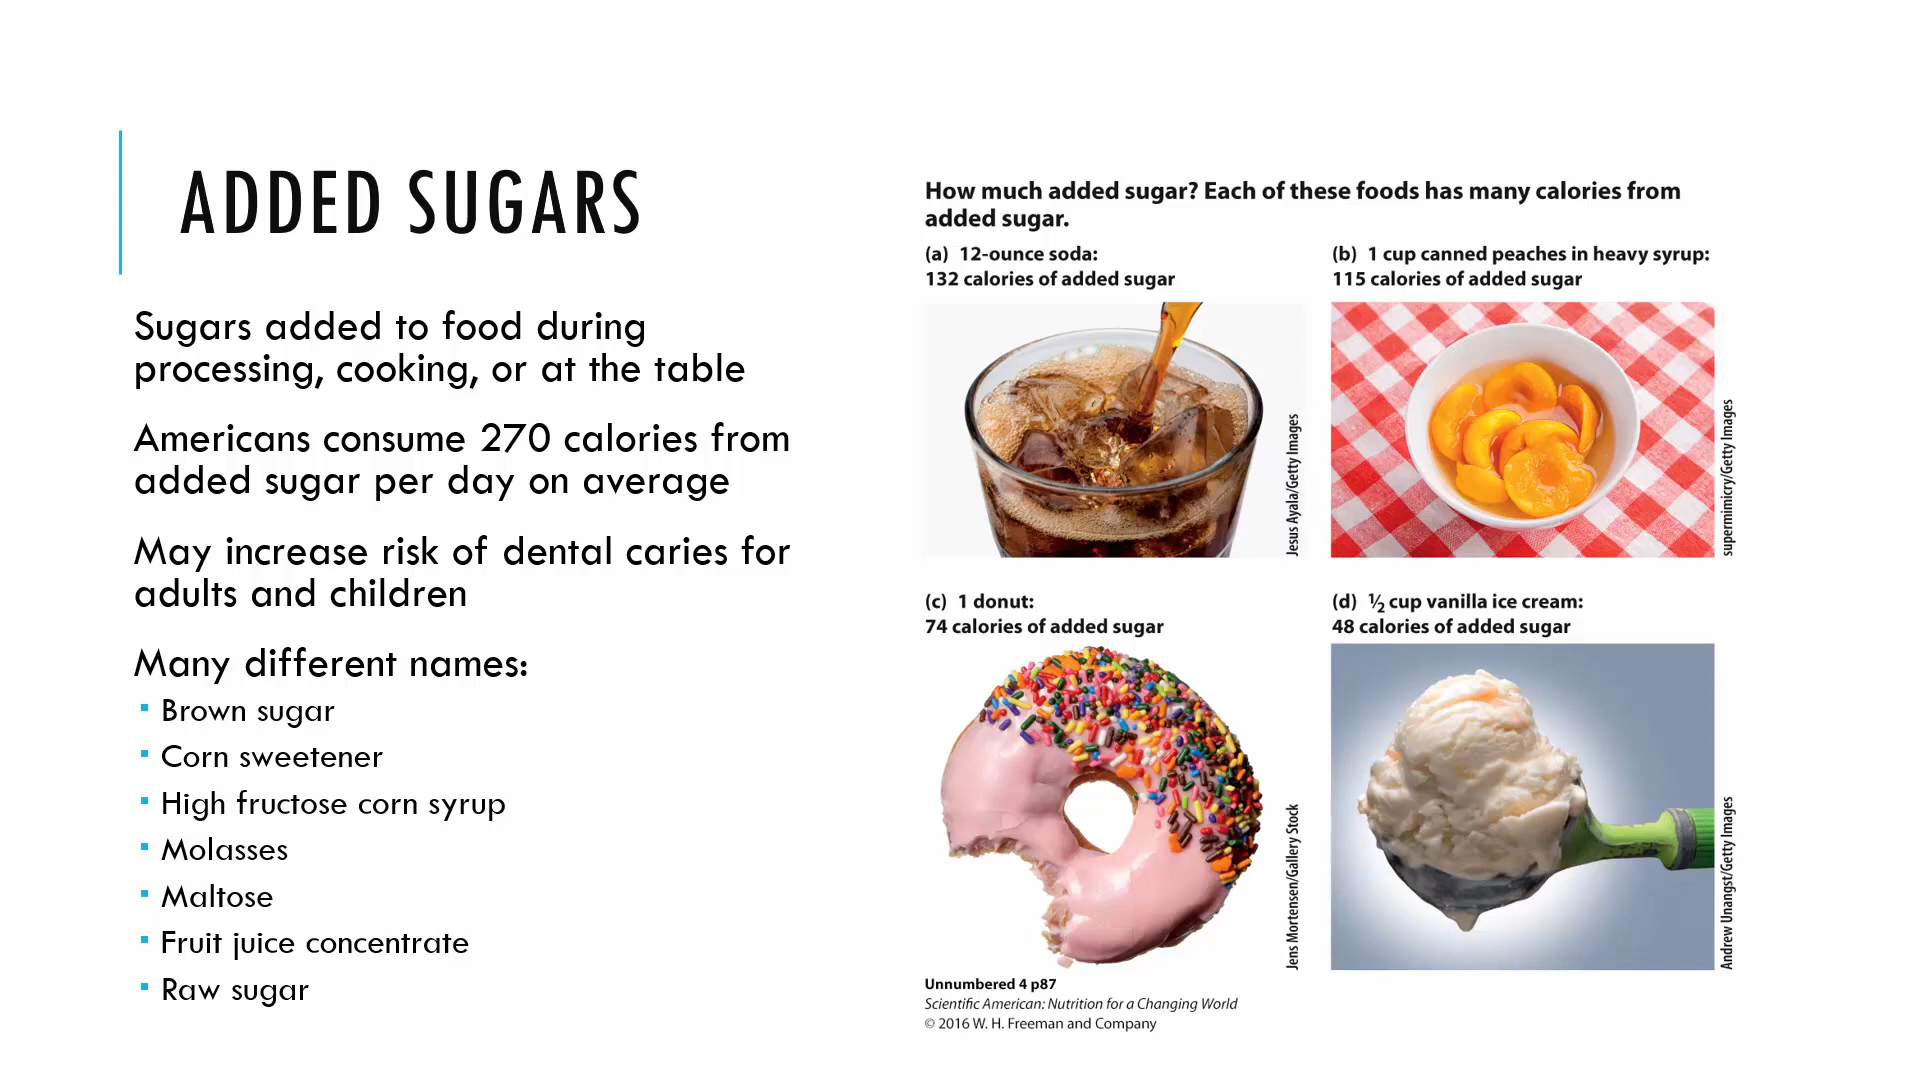 ADDED SUGARS
Sugars added to food during
processing, cooking, or at the table
Americans consume 270 calories from
added sugar per day on average
May increase risk of dental caries for
adults and children
Many different names:
Brown sugar
Corn sweetener
High fructose corn syrup
Molasses
Maltose
Fruit juice concentrate
Raw sugar
How much added sugar? Each of these foods has many calories from
added sugar.
(a) 12-ounce soda:
132 calories of added sugar
Jesus Ayala/Getty Images
(b) 1 cup canned peaches in heavy syrup:
115 calories of added sugar
supermimicry/Getty Images
(c) 1 donut:
74 calories of added sugar
Jens Mortensen/Gallery Stock
(d) ½ cup vanilla ice cream:
48 calories of added sugar
Andrew Unangst/Getty Images
Unnumbered 4 p87
Scientific American: Nutrition for a Changing World
© 2016 W. H. Freeman and Company